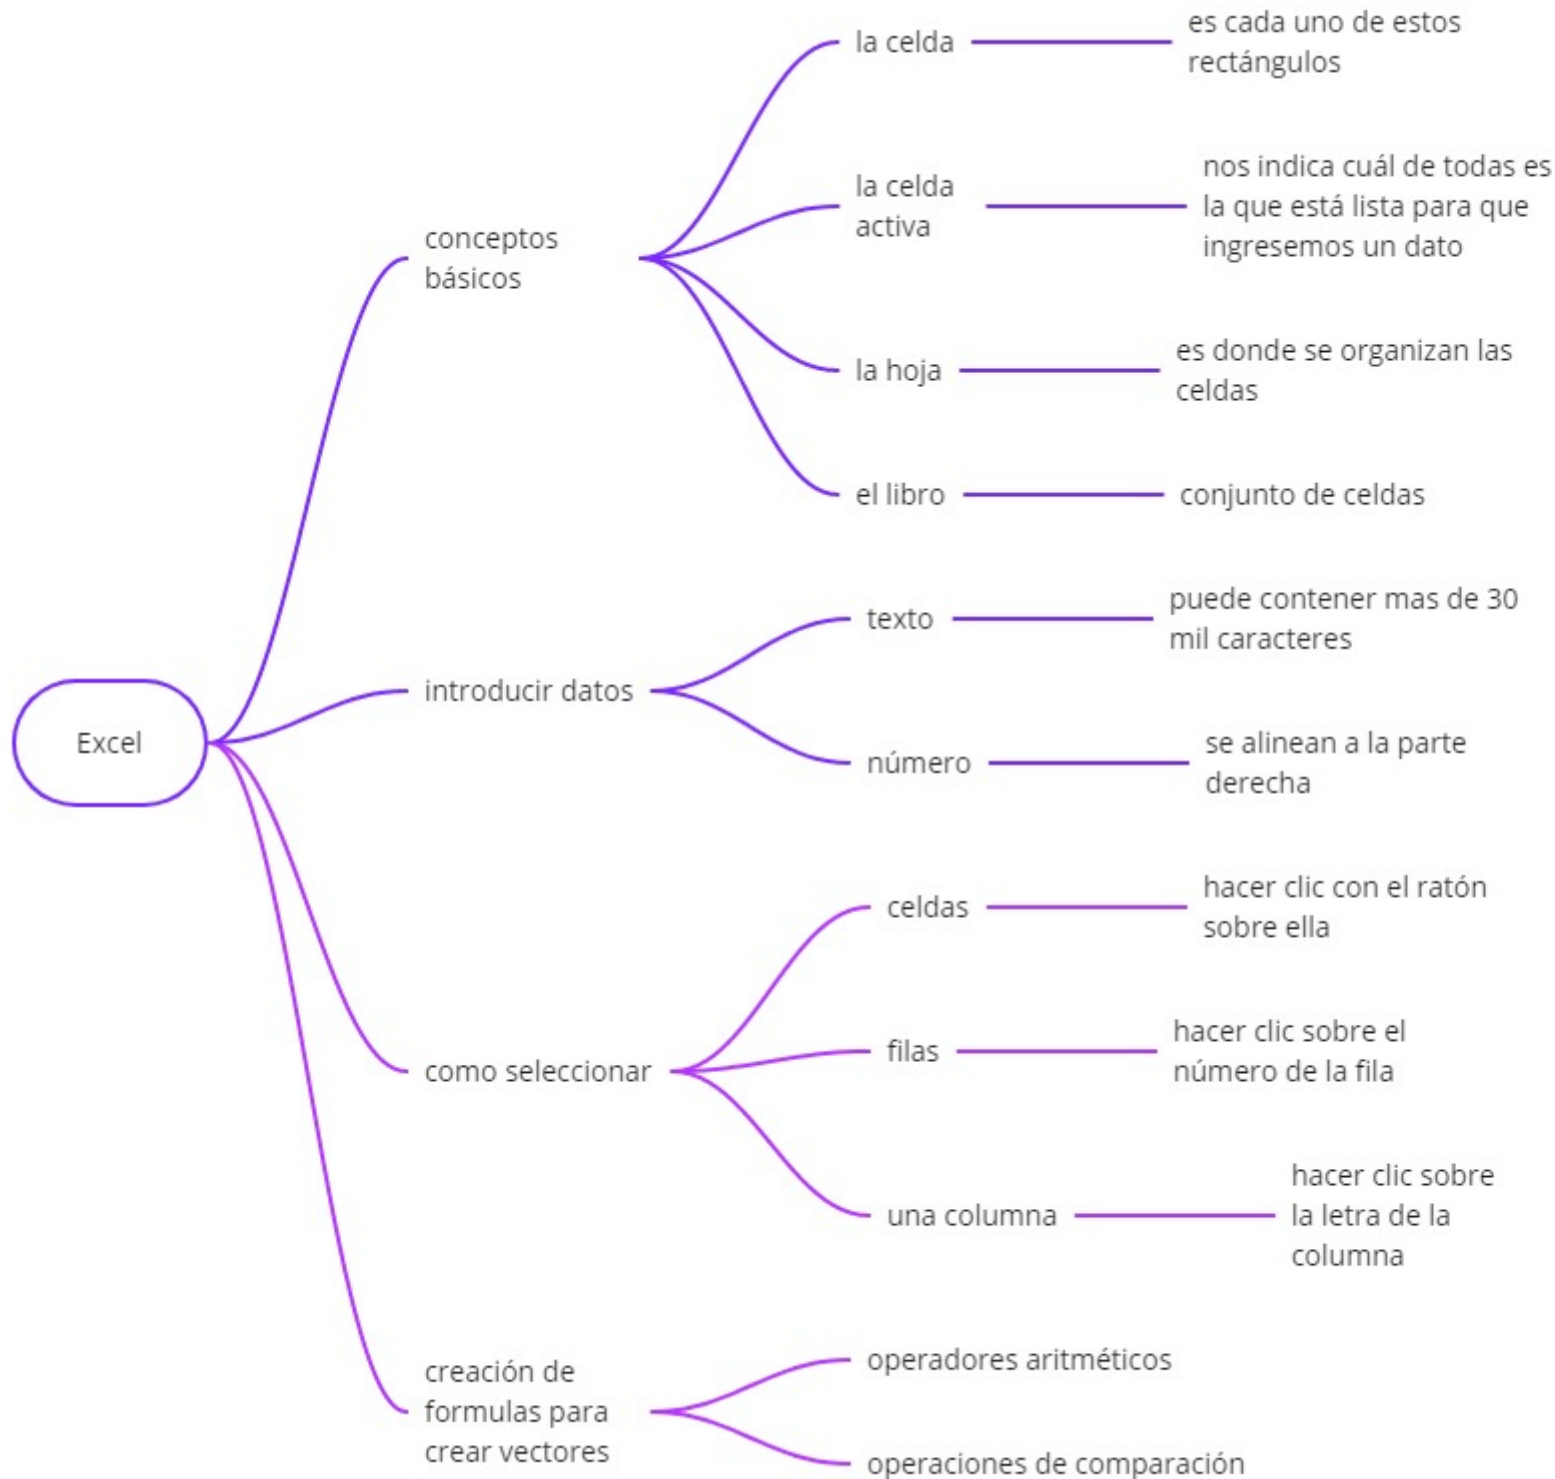 Excel
conceptos
básicos
la celda
es cada uno de estos
rectángulos
la celda
activa
nos indica cuál de todas es
la que está lista para que
ingresemos un dato
la hoja
es donde se organizan las
celdas
el libro
conjunto de celdas
introducir datos
texto
puede contener mas de 30
mil caracteres
número
se alinean a la parte
derecha
como seleccionar
celdas
hacer clic con el ratón
sobre ella
filas
hacer clic sobre el
número de la fila
una columna
hacer clic sobre
la letra de la
columna
creación de
formulas para
crear vectores
operadores aritméticos
operaciones de comparación